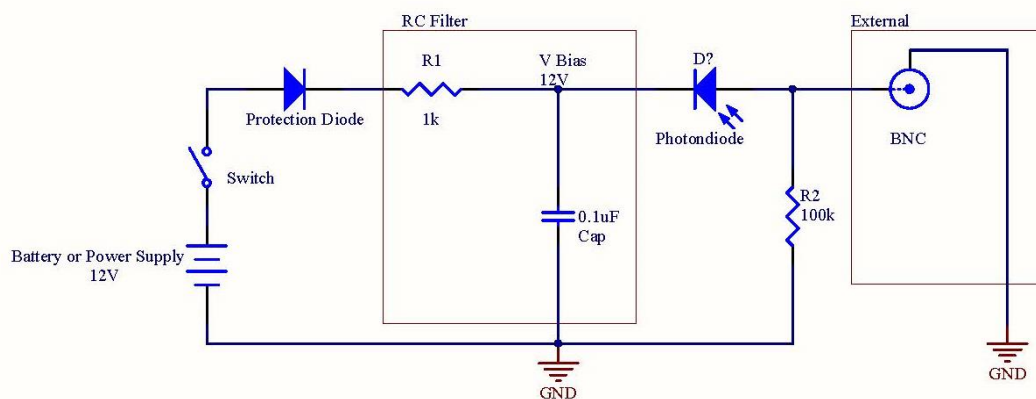 RC Filter
External
R1
V Bias
12V
D?
Protection Diode
1k
Photondiode
BNC
Switch
R2
100k
0.1uF
Cap
Battery or Power Supply
12V
GND
GND